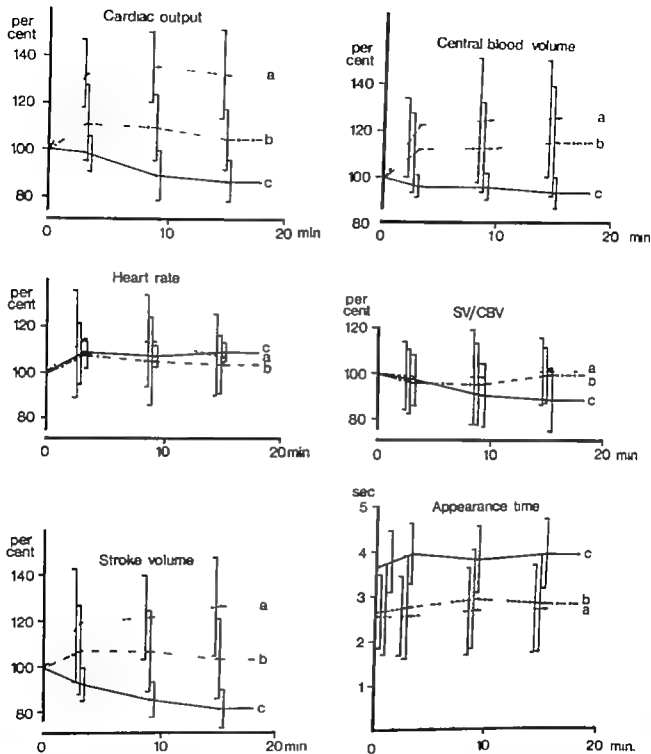 Cardiac output
per
cent
140
120
100
80
a
b
c
0
10
20 min
Central blood volume
per
cent
140
120
100
80
a
b
c
0
10
20 min
Heart rate
per
cent
120
100
80
c
a
b
0
10
20 min
SV/CBV
per
cent
120
100
80
a
b
c
0
10
20
min
Stroke volume
per
cent
140
120
100
80
a
b
c
0
10
20 min
Appearance time
sec
5
4
3
2
1
c
b
a
0
10
20
min.